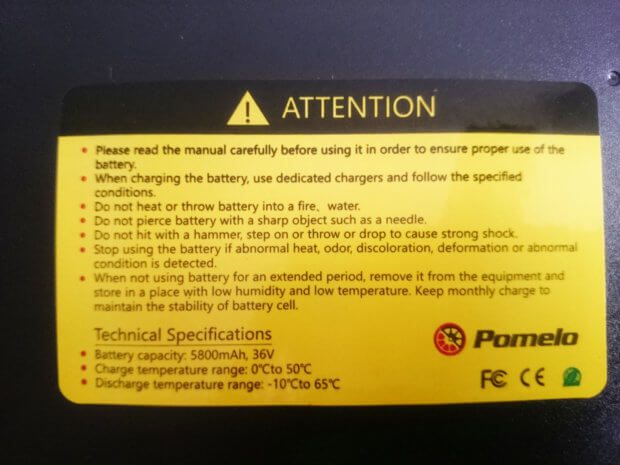 ATTENTION
• Please read the manual carefully before using it in order to ensure proper use of the
battery.
• When charging the battery, use dedicated chargers and follow the specified
conditions.
• Do not heat or throw battery into a fire、water.
• Do not pierce battery with a sharp object such as a needle.
• Do not hit with a hammer, step on or throw or drop to cause strong shock.
• Stop using the battery if abnormal heat, odor, discoloration, deformation or abnormal
condition is detected.
• When not using battery for an extended period, remove it from the equipment and
store in a place with low humidity and low temperature. Keep monthly charge to
maintain the stability of battery cell.
Technical Specifications
• Battery capacity: 5800mAh, 36V
• Charge temperature range: 0℃to 50℃
• Discharge temperature range: -10℃to 65℃
Pomelo
FC CE